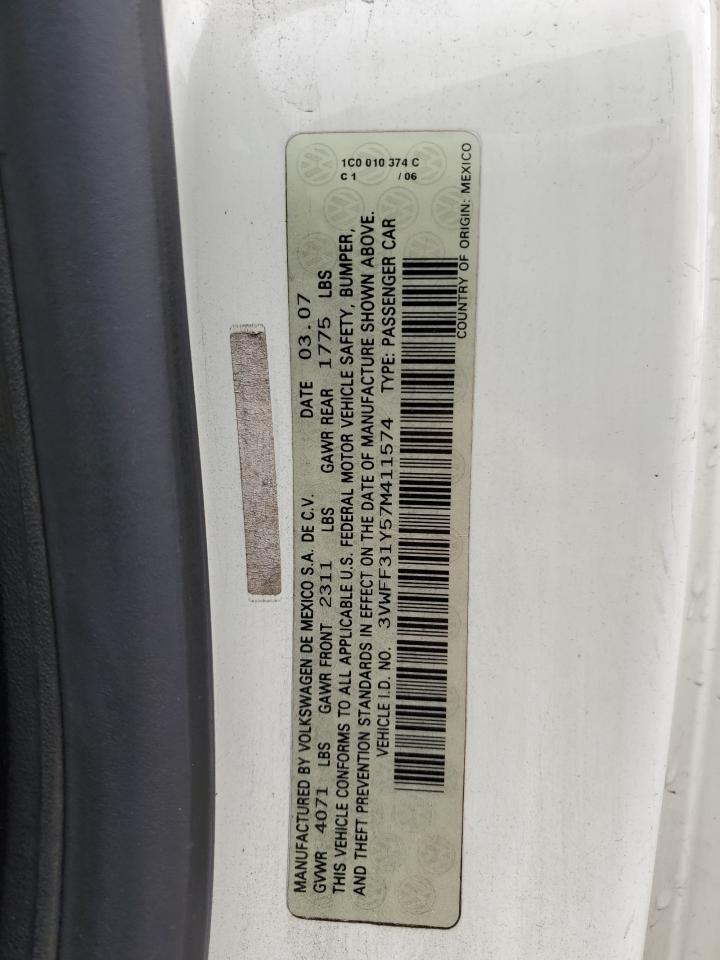 1C0 010 374 C
C 1 / 06
MANUFACTURED BY VOLKSWAGEN DE MEXICO S.A. DE C.V. DATE 03.07
GVWR 4071 LBS GAWR FRONT 2311 LBS GAWR REAR 1775 LBS
THIS VEHICLE CONFORMS TO ALL APPLICABLE U.S. FEDERAL MOTOR VEHICLE SAFETY, BUMPER,
AND THEFT PREVENTION STANDARDS IN EFFECT ON THE DATE OF MANUFACTURE SHOWN ABOVE.
VEHICLE I.D. NO. 3VWFF31Y57M411574 TYPE: PASSENGER CAR
COUNTRY OF ORIGIN: MEXICO